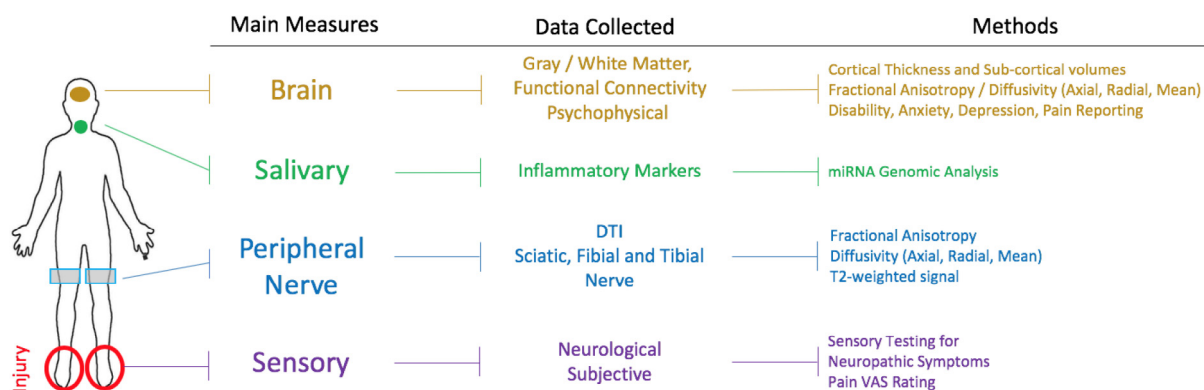 Main Measures
Data Collected
Methods
Brain
Gray / White Matter,
Functional Connectivity
Psychophysical
Cortical Thickness and Sub-cortical volumes
Fractional Anisotropy / Diffusivity (Axial, Radial, Mean)
Disability, Anxiety, Depression, Pain Reporting
Salivary
Inflammatory Markers
miRNA Genomic Analysis
Peripheral
Nerve
DTI
Sciatic, Fibial and Tibial
Nerve
Fractional Anisotropy
Diffusivity (Axial, Radial, Mean)
T2-weighted signal
Injury
Sensory
Neurological
Subjective
Sensory Testing for
Neuropathic Symptoms
Pain VAS Rating